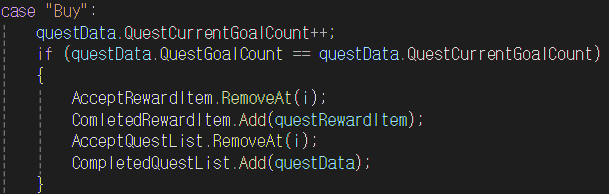 case "Buy":
questData.QuestCurrentGoalCount++;
if (questData.QuestGoalCount == questData.QuestCurrentGoalCount)
{
AcceptRewardItem.RemoveAt(i);
ComletedRewardItem.Add(questRewardItem);
AcceptQuestList.RemoveAt(i);
CompletedQuestList.Add(questData);
}